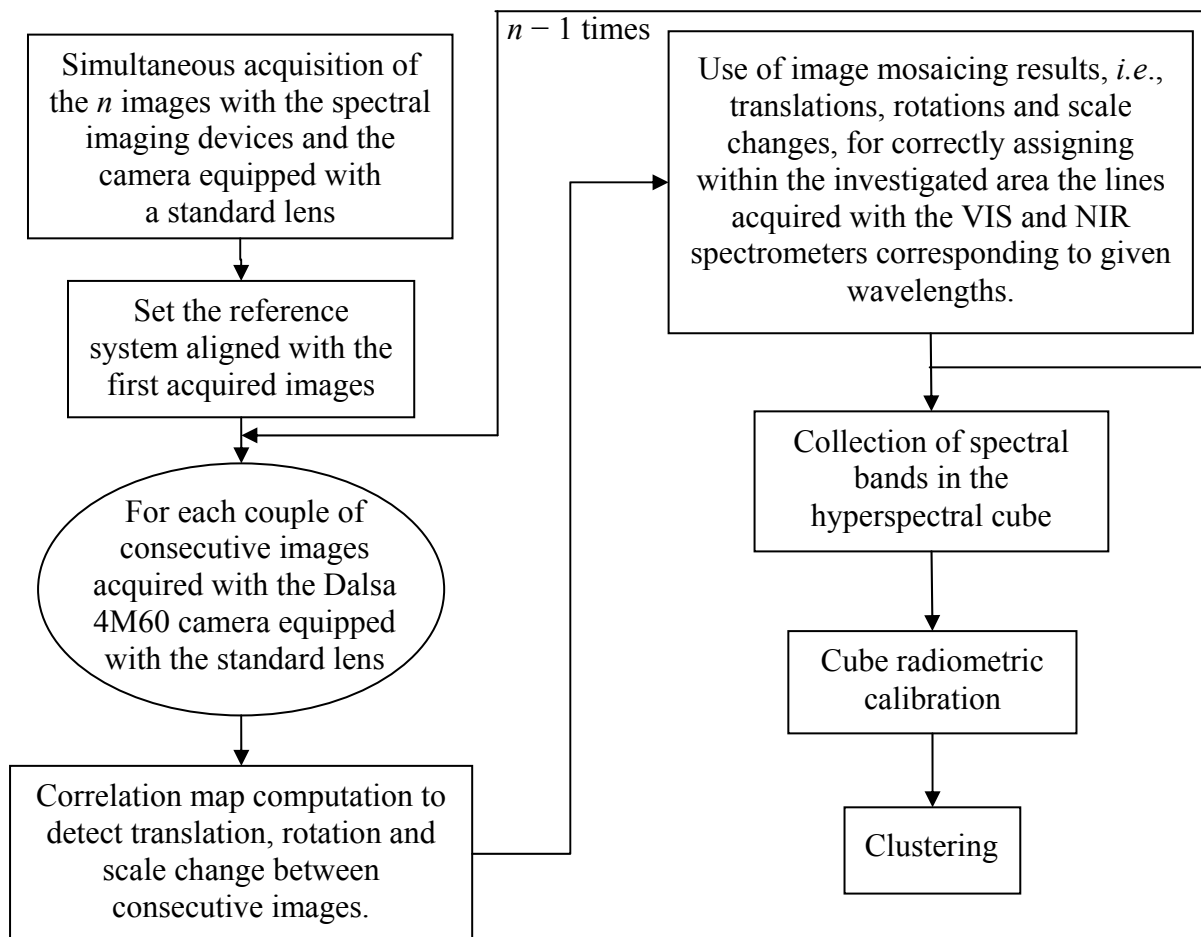 Simultaneous acquisition of
the n images with the spectral
imaging devices and the
camera equipped with
a standard lens
Set the reference
system aligned with the
first acquired images
For each couple of
consecutive images
acquired with the Dalsa
4M60 camera equipped
with the standard lens
Correlation map computation to
detect translation, rotation and
scale change between
consecutive images.
n − 1 times
Use of image mosaicing results, i.e.,
translations, rotations and scale
changes, for correctly assigning
within the investigated area the lines
acquired with the VIS and NIR
spectrometers corresponding to given
wavelengths.
Collection of spectral
bands in the
hyperspectral cube
Cube radiometric
calibration
Clustering